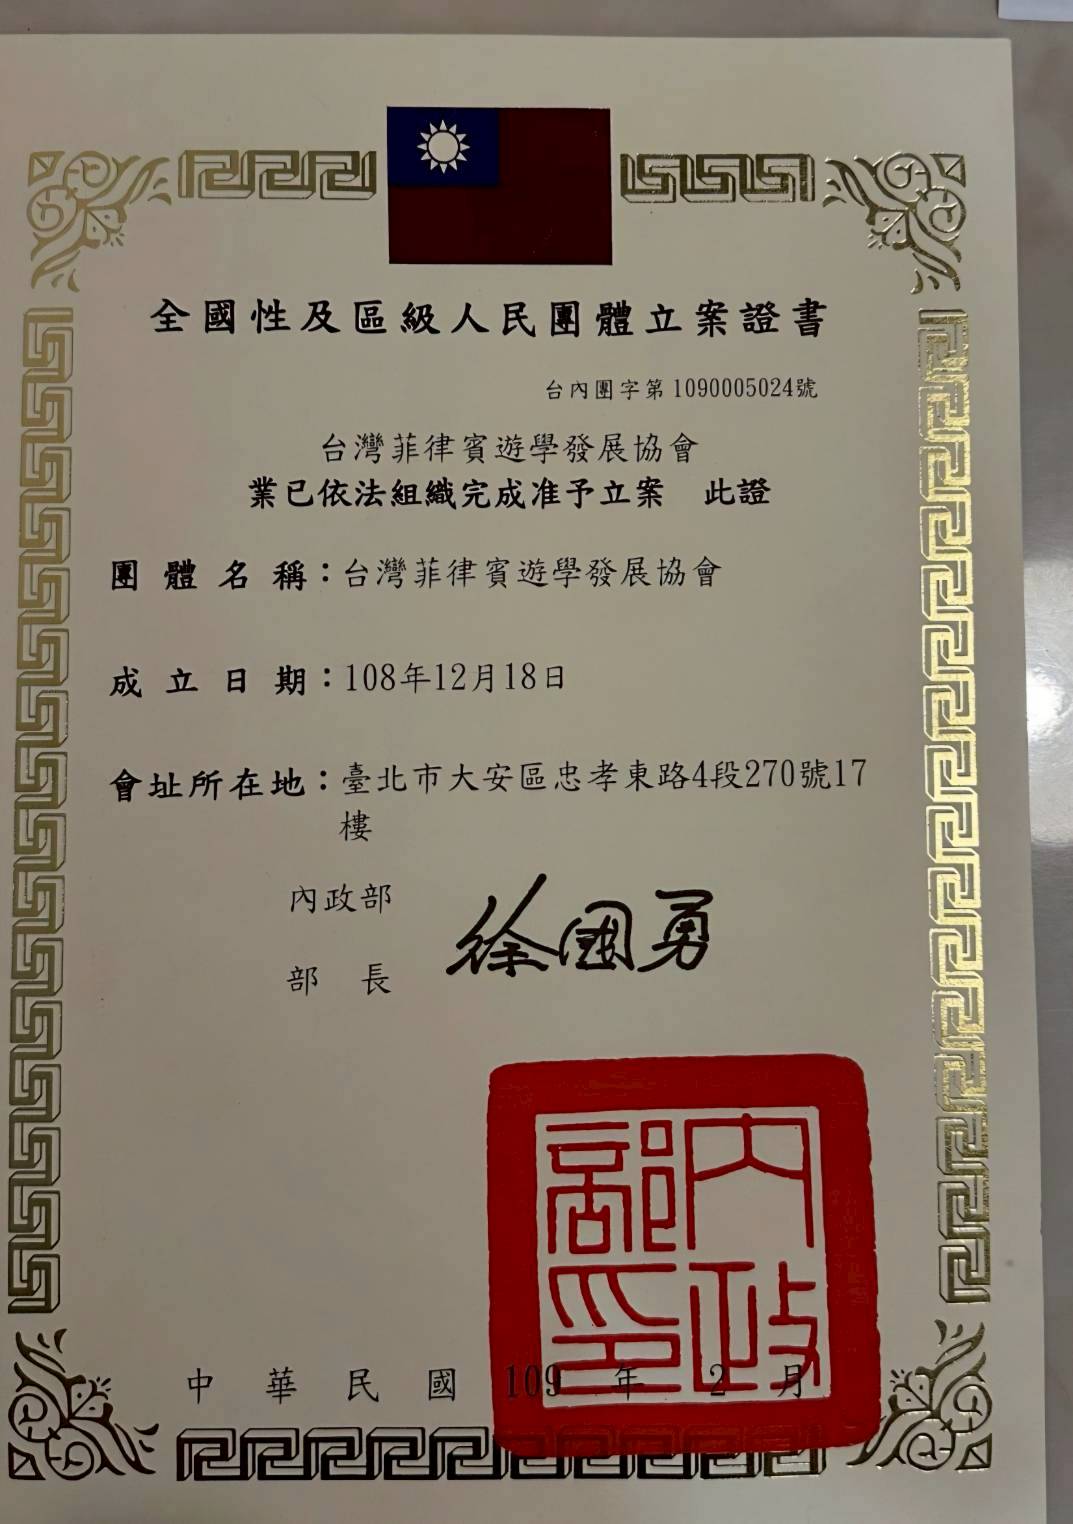 全國性及區級人民團體立案證書
台內團字第1090005024號
台灣菲律賓遊學發展協會
業已依法組織完成准予立案 此證
團體名稱：台灣菲律賓遊學發展協會
成立日期：108年12月18日
會址所在地：臺北市大安區忠孝東路4段270號17
樓
內政部
部 長 徐國勇
內政部印
中華民國 109 年 2 月